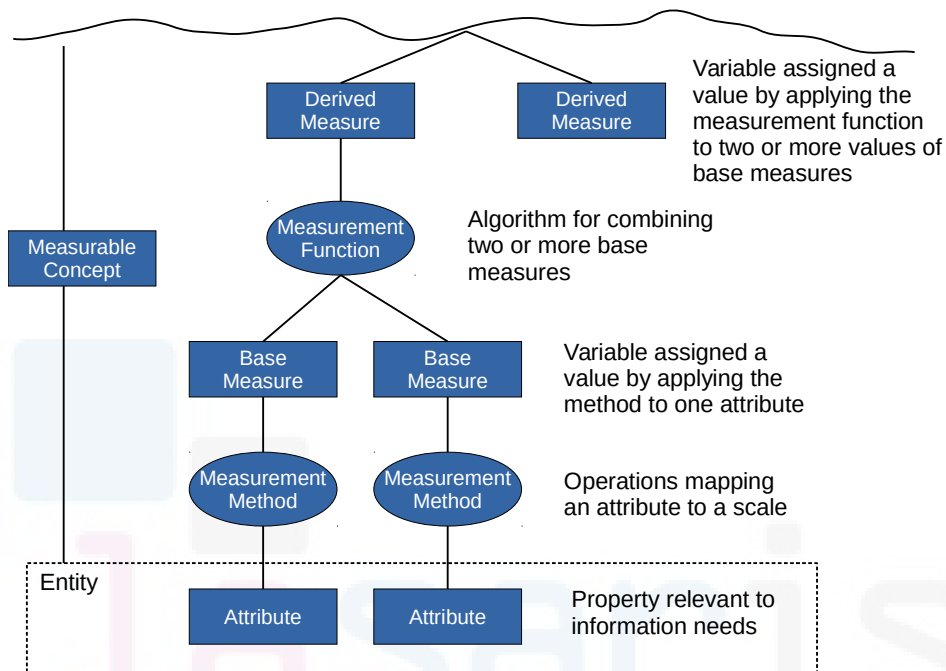 Derived
Measure
Derived
Measure
Variable assigned a
value by applying the
measurement function
to two or more values of
base measures
Measurement
Function
Algorithm for combining
two or more base
measures
Measurable
Concept
Base
Measure
Base
Measure
Variable assigned a
value by applying the
method to one attribute
Measurement
Method
Measurement
Method
Operations mapping
an attribute to a scale
Entity
Attribute
Attribute
Property relevant to
information needs